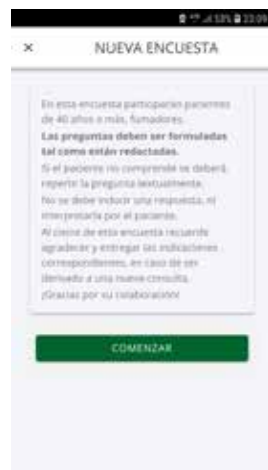 53% 23:09
× NUEVA ENCUESTA
En esta encuesta participarán pacientes
de 40 años o más, fumadores.
Las preguntas deben ser formuladas
tal como están redactadas.
Si el paciente no comprende se deberá
repetir la pregunta textualmente.
No se debe inducir una respuesta, ni
interpretarla por el paciente.
Al cierre de esta encuesta recuerde
agradecer y entregar las indicaciones
correspondientes, en caso de ser
derivado a una nueva consulta.
¡Gracias por su colaboración!
COMENZAR